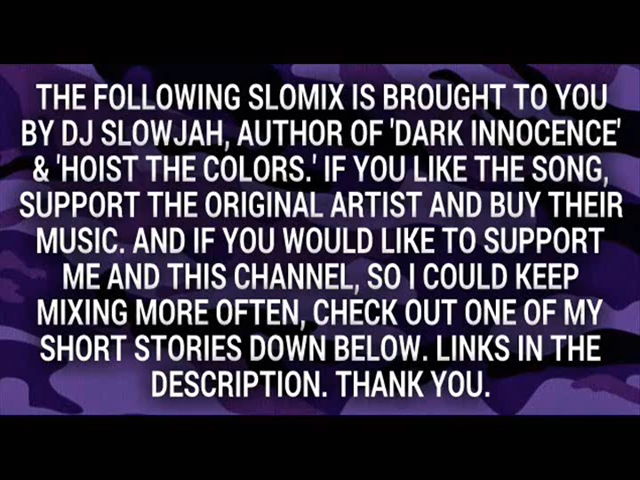 THE FOLLOWING SLOMIX IS BROUGHT TO YOU
BY DJ SLOWJAH, AUTHOR OF 'DARK INNOCENCE'
& 'HOIST THE COLORS.' IF YOU LIKE THE SONG,
SUPPORT THE ORIGINAL ARTIST AND BUY THEIR
MUSIC. AND IF YOU WOULD LIKE TO SUPPORT
ME AND THIS CHANNEL, SO I COULD KEEP
MIXING MORE OFTEN, CHECK OUT ONE OF MY
SHORT STORIES DOWN BELOW. LINKS IN THE
DESCRIPTION. THANK YOU.